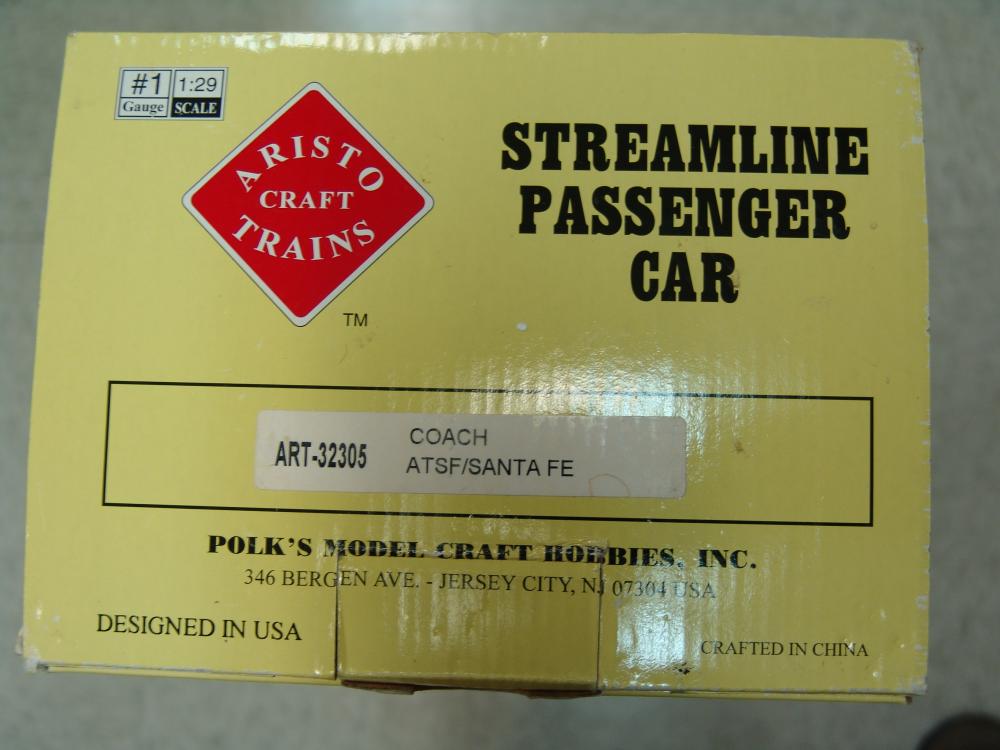 #1 1:29
Gauge SCALE
ARISTO
CRAFT
TRAINS
TM
STREAMLINE
PASSENGER
CAR
ART-32305
COACH
ATSF/SANTA FE
POLK'S MODEL CRAFT HOBBIES, INC.
346 BERGEN AVE. - JERSEY CITY, NJ 07304 USA
DESIGNED IN USA
CRAFTED IN CHINA